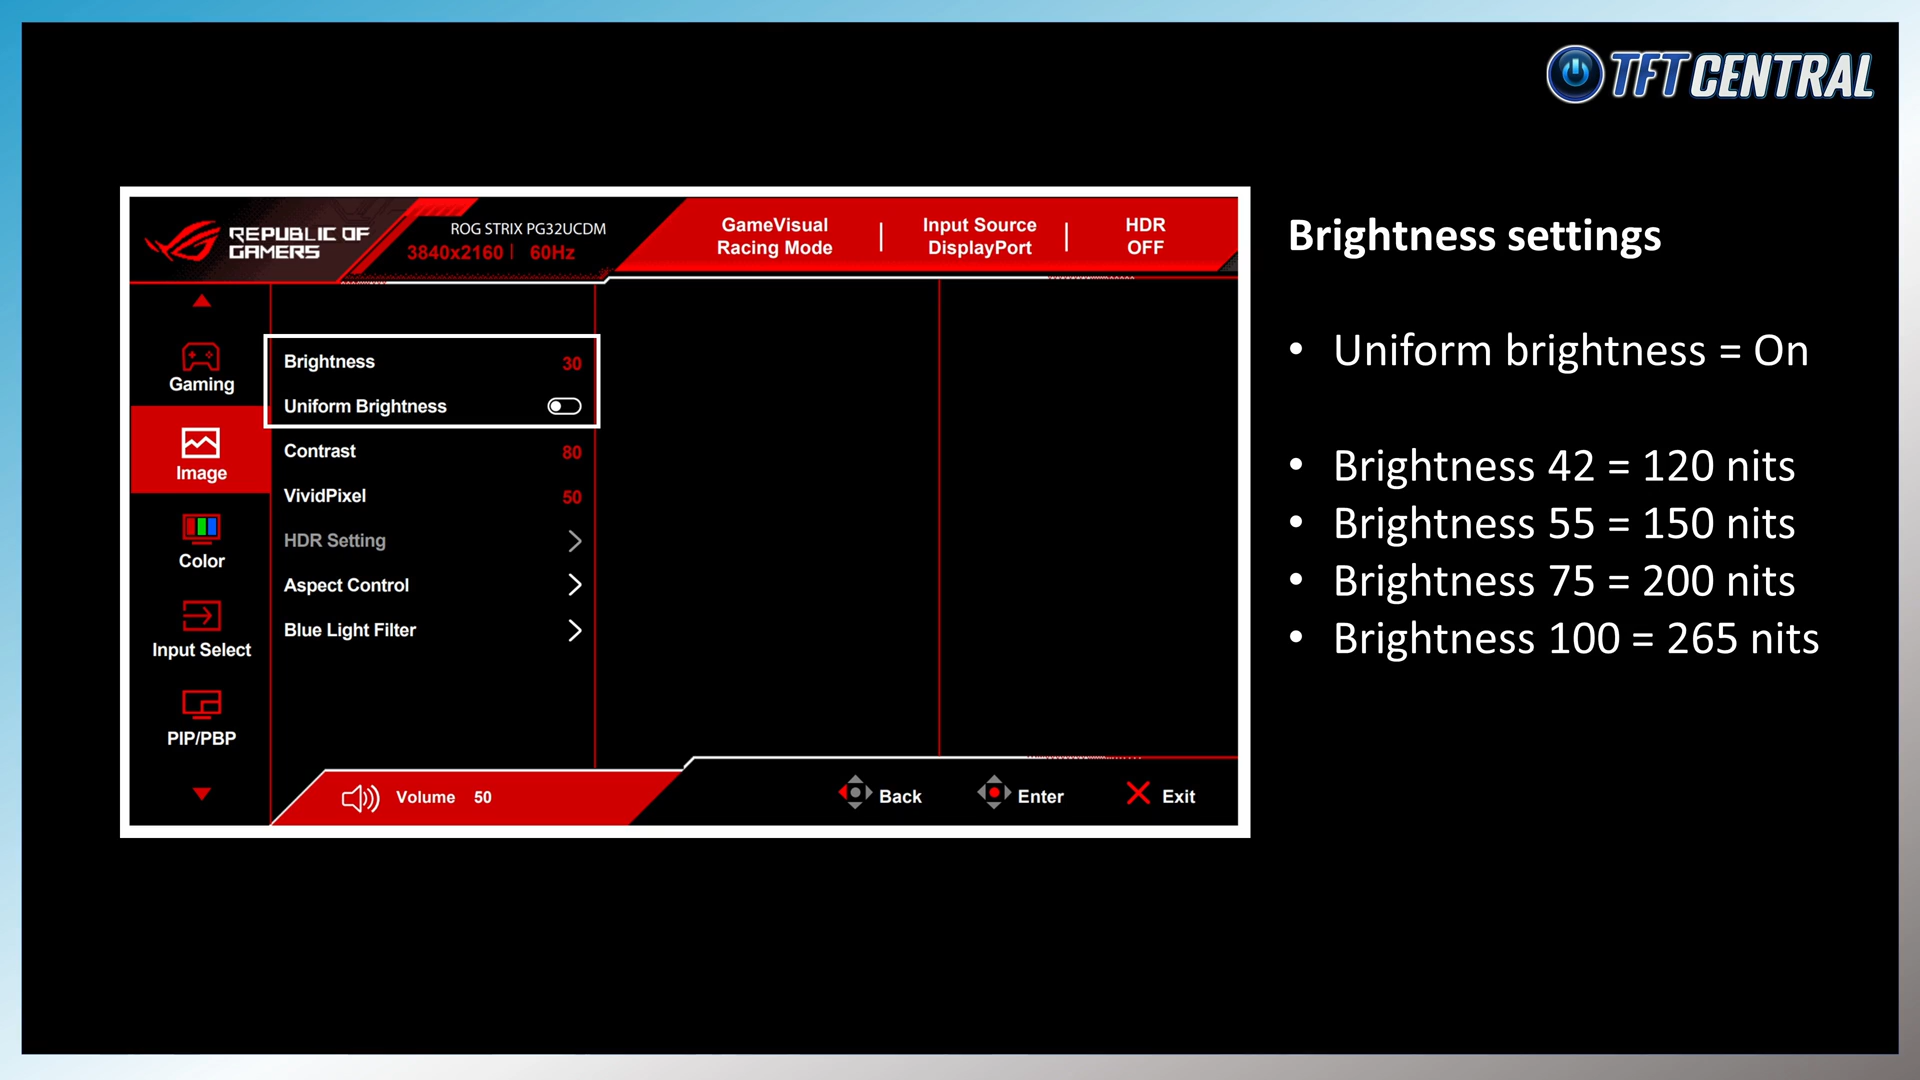 TFTCENTRAL
REPUBLIC OF
GAMERS
ROG STRIX PG32UCDM
3840x2160 | 60Hz
GameVisual
Racing Mode
|
Input Source
DisplayPort
|
HDR
OFF
Gaming
Image
Color
Input Select
PIP/PBP
Brightness 30
Uniform Brightness
Contrast 80
VividPixel 50
HDR Setting
Aspect Control
Blue Light Filter
Volume 50
Back
Enter
Exit
Brightness settings
• Uniform brightness = On
• Brightness 42 = 120 nits
• Brightness 55 = 150 nits
• Brightness 75 = 200 nits
• Brightness 100 = 265 nits